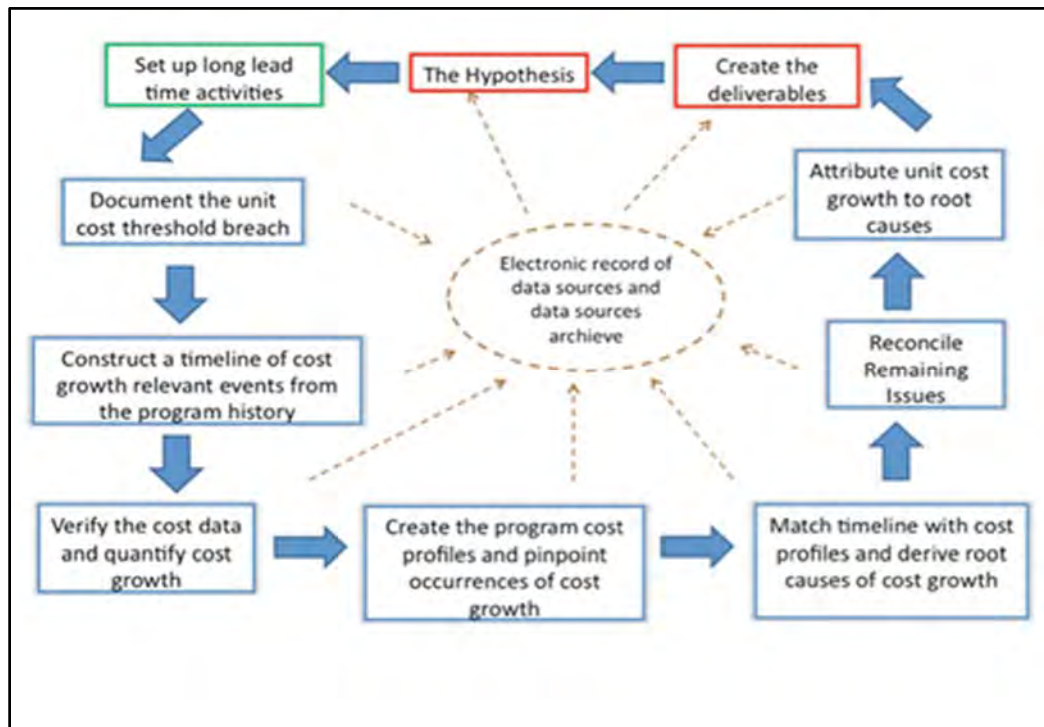 Set up long lead
time activities
The Hypothesis
Create the
deliverables
Document the unit
cost threshold breach
Attribute unit cost
growth to root
causes
Electronic record of
data sources and
data sources
archieve
Construct a timeline of cost
growth relevant events from
the program history
Reconcile
Remaining
Issues
Verify the cost data
and quantify cost
growth
Create the program cost
profiles and pinpoint
occurrences of cost
growth
Match timeline with cost
profiles and derive root
causes of cost growth